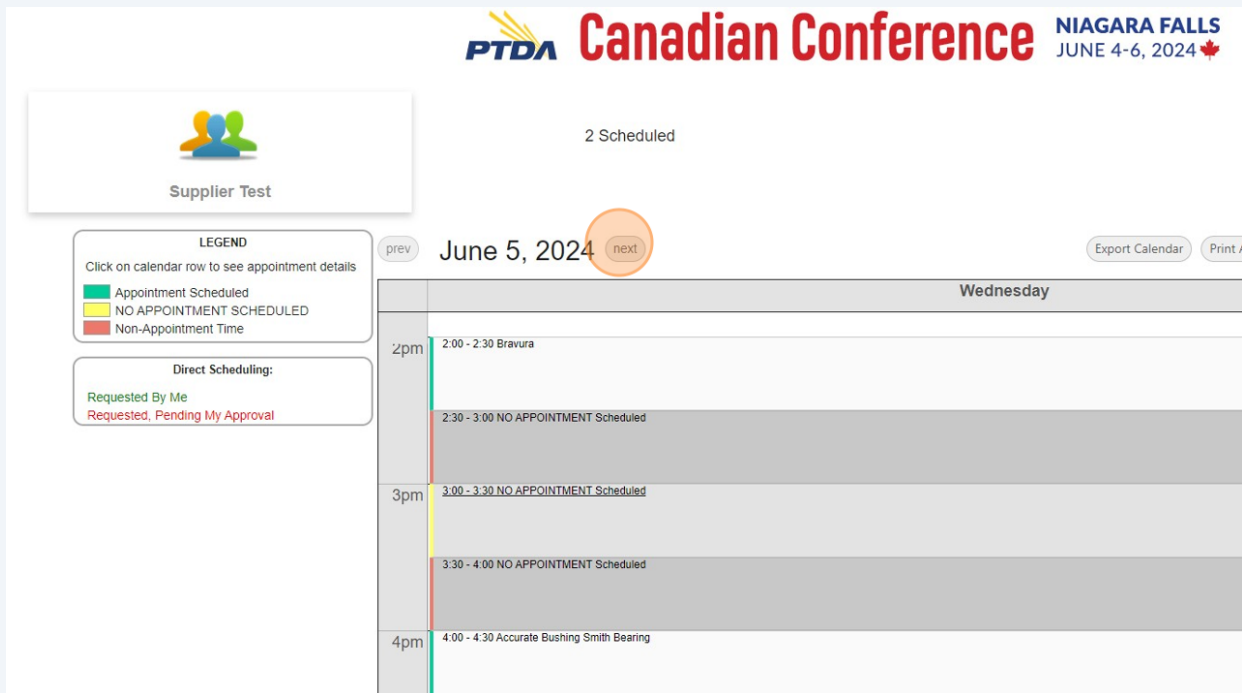 PTDA Canadian Conference NIAGARA FALLS
JUNE 4-6, 2024
Supplier Test
2 Scheduled
LEGEND
Click on calendar row to see appointment details
Appointment Scheduled
NO APPOINTMENT SCHEDULED
Non-Appointment Time
Direct Scheduling:
Requested By Me
Requested, Pending My Approval
prev June 5, 2024 next Export Calendar Print A
Wednesday
2pm 2:00 - 2:30 Bravura
2:30 - 3:00 NO APPOINTMENT Scheduled
3pm 3:00 - 3:30 NO APPOINTMENT Scheduled
3:30 - 4:00 NO APPOINTMENT Scheduled
4pm 4:00 - 4:30 Accurate Bushing Smith Bearing